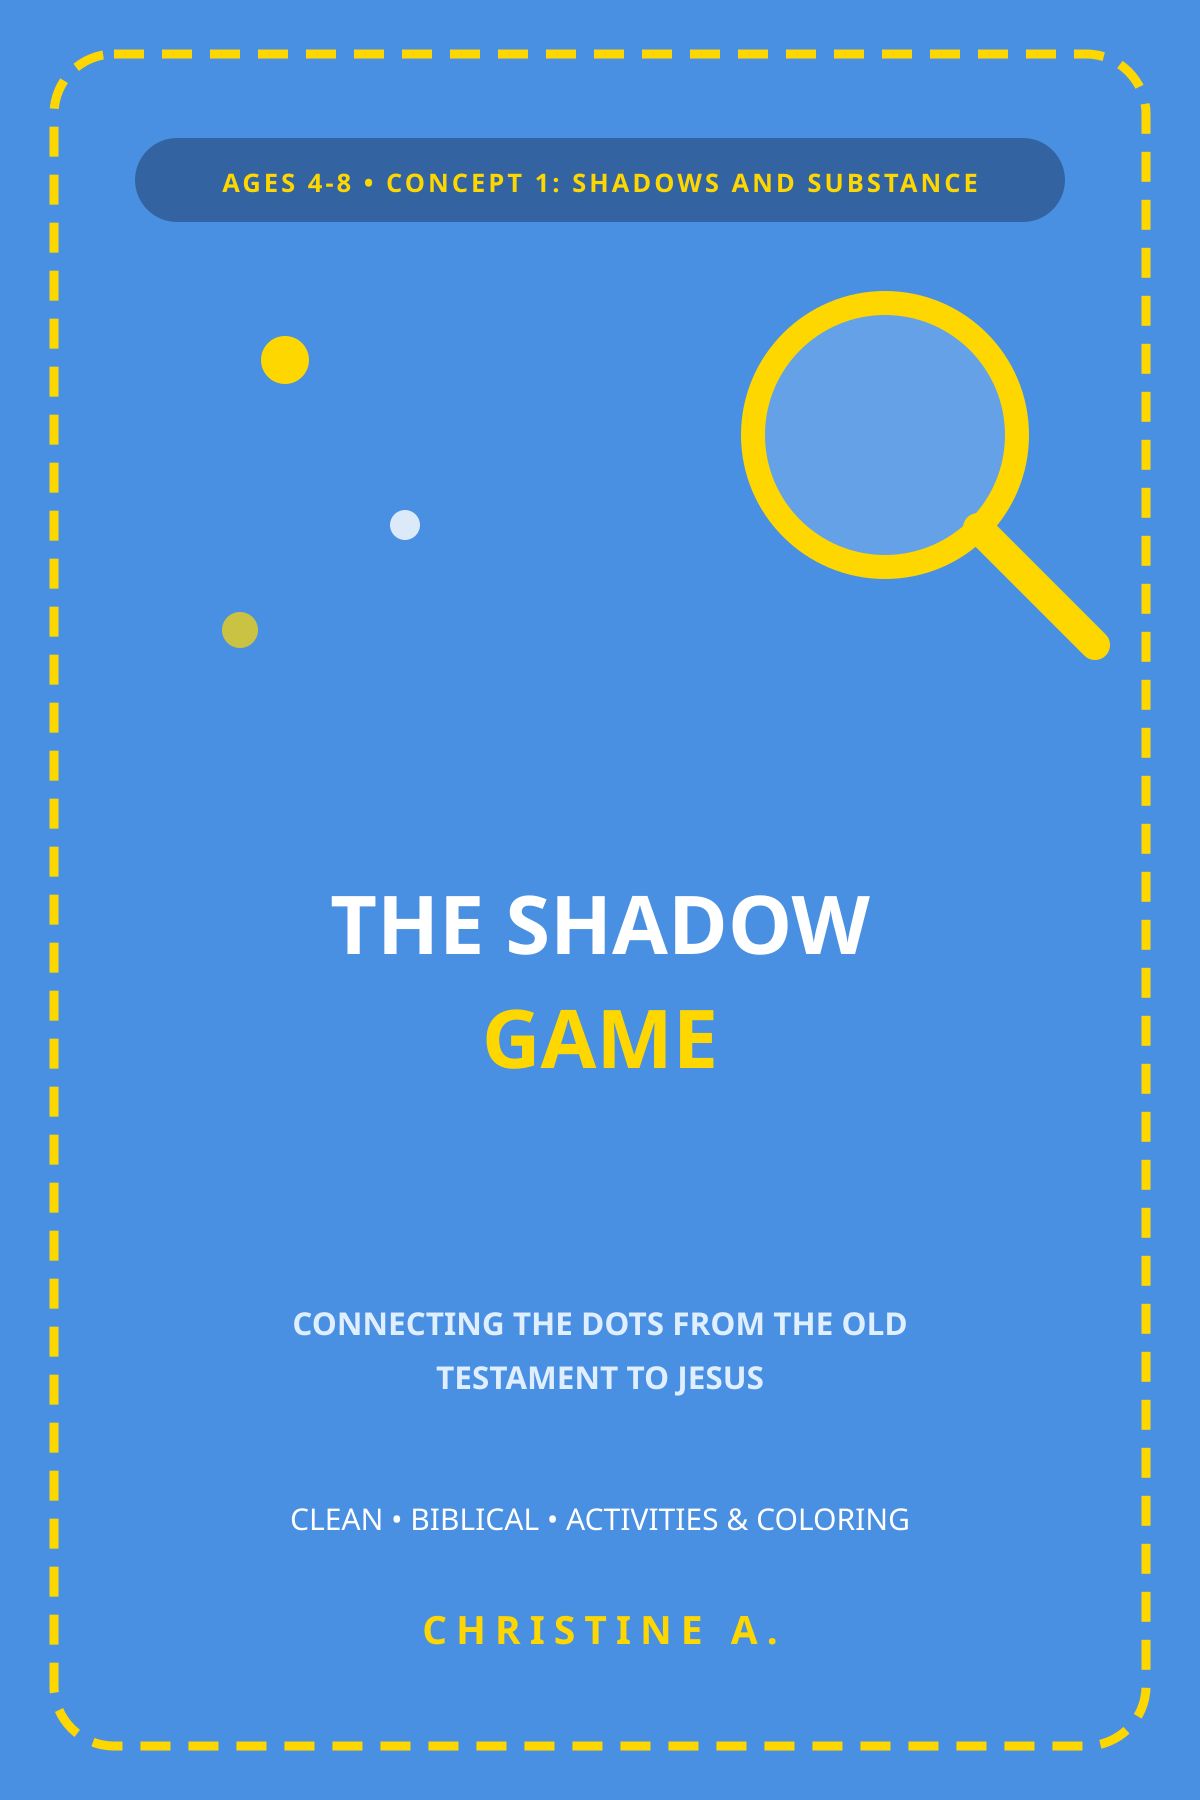 AGES 4-8 • CONCEPT 1: SHADOWS AND SUBSTANCE
THE SHADOW
GAME
CONNECTING THE DOTS FROM THE OLD
TESTAMENT TO JESUS
CLEAN • BIBLICAL • ACTIVITIES & COLORING
CHRISTINE A.